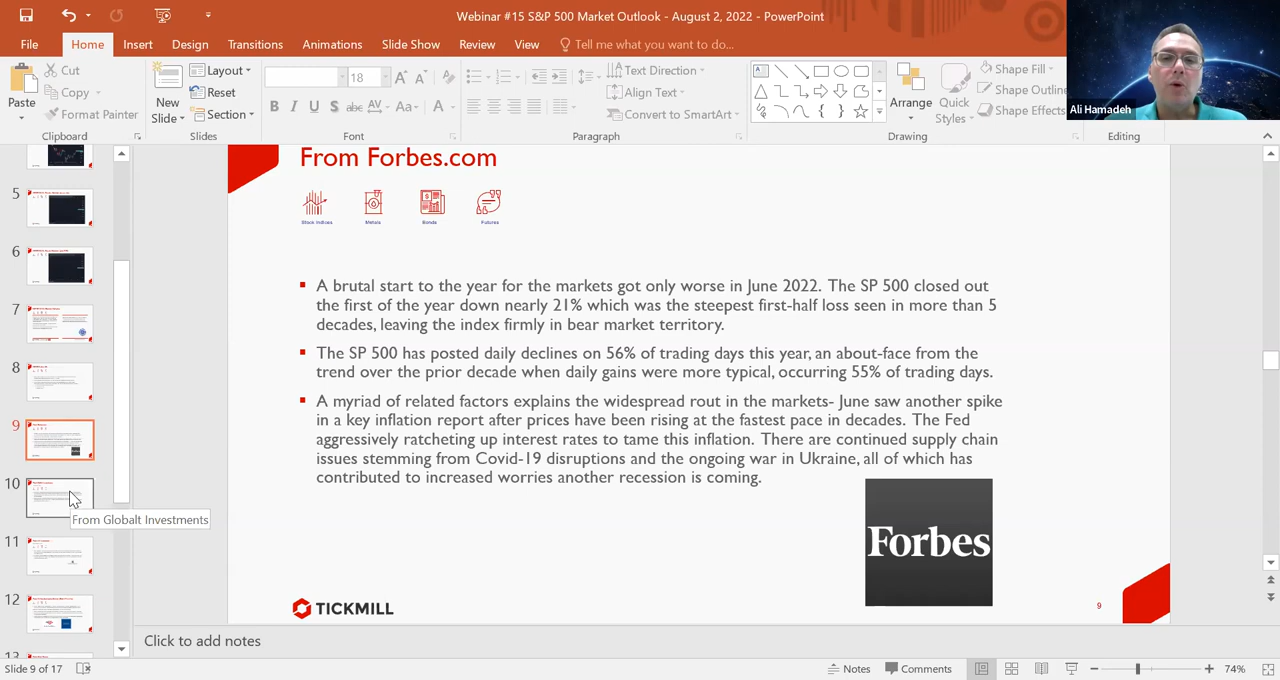 Webinar #15 S&P 500 Market Outlook - August 2, 2022 - PowerPoint
File Home Insert Design Transitions Animations Slide Show Review View Tell me what you want to do...
Paste
Cut
Copy
Format Painter
Clipboard
New Slide
Layout
Reset
Section
Slides
18
Font
Text Direction
Align Text
Convert to SmartArt
Paragraph
Arrange
Quick Styles
Shape Fill
Shape Outline
Shape Effects
Drawing
Editing
Ali Hamadeh
5
6
7
8
9
10
11
12
13
From Globalt Investments
From Forbes.com
Stock Indices Metals Bonds Futures
A brutal start to the year for the markets got only worse in June 2022. The SP 500 closed out
the first of the year down nearly 21% which was the steepest first-half loss seen in more than 5
decades, leaving the index firmly in bear market territory.
The SP 500 has posted daily declines on 56% of trading days this year, an about-face from the
trend over the prior decade when daily gains were more typical, occurring 55% of trading days.
A myriad of related factors explains the widespread rout in the markets- June saw another spike
in a key inflation report after prices have been rising at the fastest pace in decades. The Fed
aggressively ratcheting up interest rates to tame this inflation. There are continued supply chain
issues stemming from Covid-19 disruptions and the ongoing war in Ukraine, all of which has
contributed to increased worries another recession is coming.
Forbes
TICKMILL
9
Click to add notes
Slide 9 of 17
Notes
Comments
74%